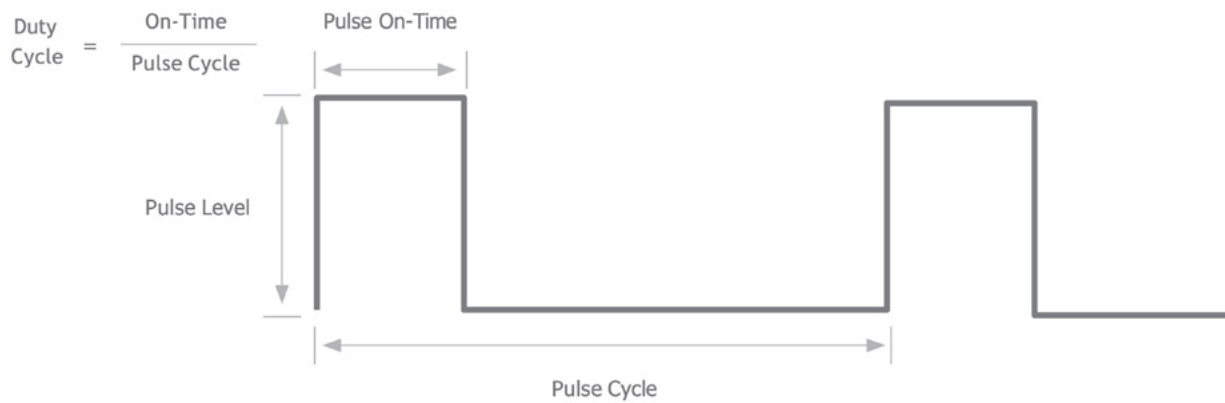 Duty
Cycle
=
On-Time
Pulse Cycle
Pulse On-Time
Pulse Level
Pulse Cycle